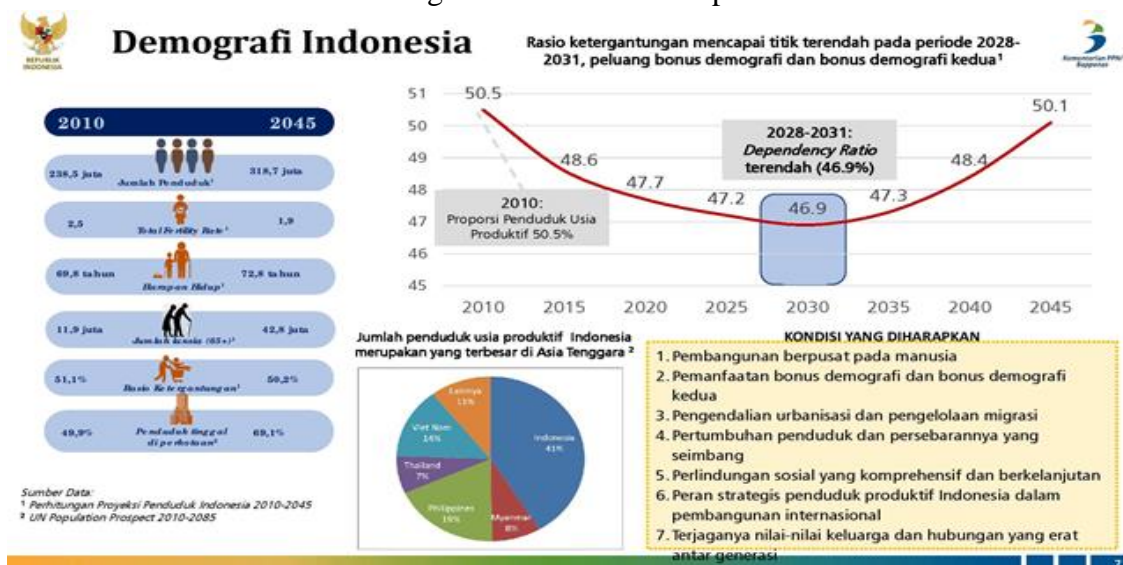 REPUBLIK
INDONESIA
Demografi Indonesia
Rasio ketergantungan mencapai titik terendah pada periode 2028-
2031, peluang bonus demografi dan bonus demografi kedua¹
Kementerian PPN/
Bappenas
2010 2045
238,5 juta 318,7 juta
Jumlah Penduduk¹
2,5 1,9
Total Fertility Rate¹
69,8 tahun 72,8 tahun
Harapan Hidup¹
11,9 juta 42,8 juta
Jumlah lansia (65+)¹
51,1% 50,2%
Rasio Ketergantungan¹
49,9% 69,1%
Penduduk tinggal
di perkotaan²
Sumber Data:
¹ Perhitungan Proyeksi Penduduk Indonesia 2010-2045
² UN Population Prospect 2010-2085
51
50
49
48
47
46
45
50.5
48.6
47.7
47.2
46.9
47.3
48.4
50.1
2010:
Proporsi Penduduk Usia
Produktif 50.5%
2028-2031:
Dependency Ratio
terendah (46.9%)
2010 2015 2020 2025 2030 2035 2040 2045
Jumlah penduduk usia produktif Indonesia
merupakan yang terbesar di Asia Tenggara ²
Lainnya
11%
Viet Nam
14%
Thailand
7%
Philippines
19%
Myanmar
8%
Indonesia
41%
KONDISI YANG DIHARAPKAN
1. Pembangunan berpusat pada manusia
2. Pemanfaatan bonus demografi dan bonus demografi
kedua
3. Pengendalian urbanisasi dan pengelolaan migrasi
4. Pertumbuhan penduduk dan persebarannya yang
seimbang
5. Perlindungan sosial yang komprehensif dan berkelanjutan
6. Peran strategis penduduk produktif Indonesia dalam
pembangunan internasional
7. Terjaganya nilai-nilai keluarga dan hubungan yang erat
antar generasi